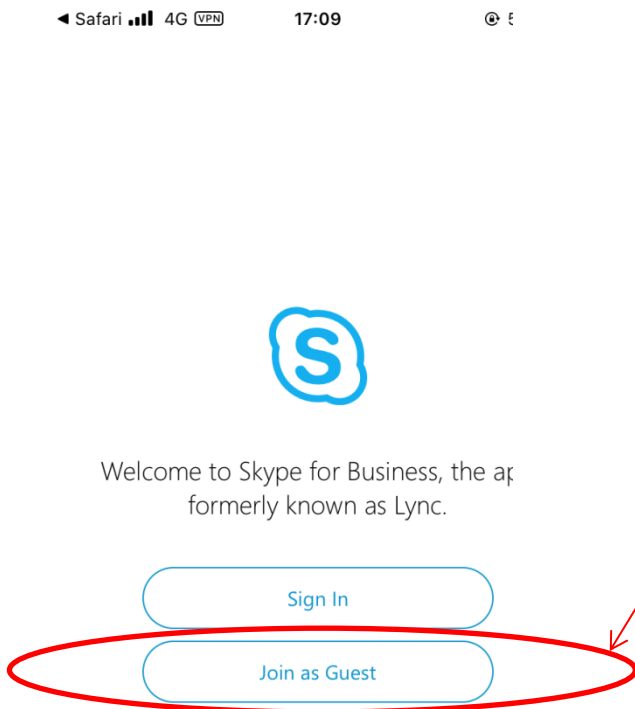 Safari 4G VPN 17:09
S
Welcome to Skype for Business, the
formerly known as Lync.
Sign In
Join as Guest